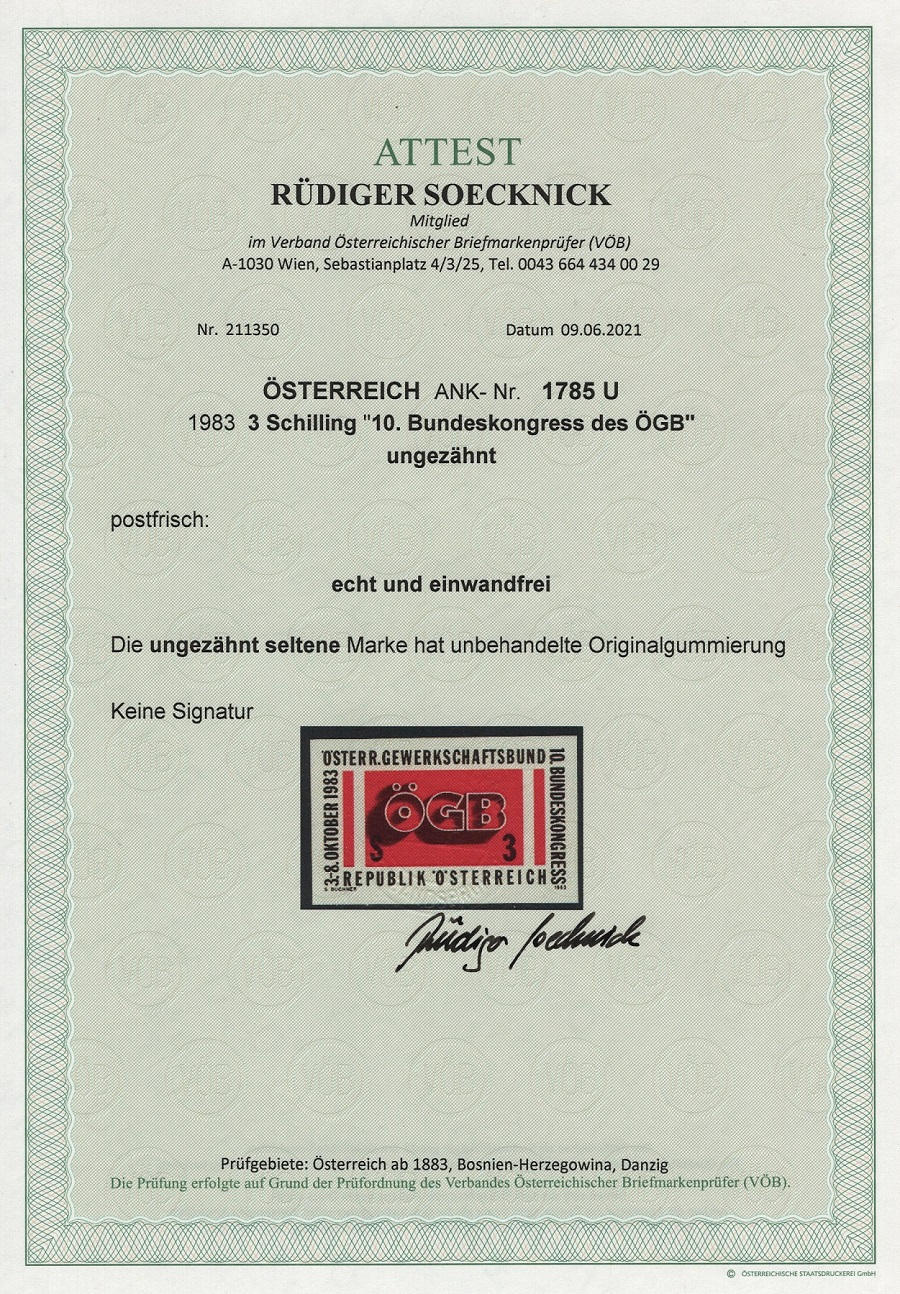 ATTEST
RÜDIGER SOECKNICK
Mitglied
im Verband Österreichischer Briefmarkenprüfer (VÖB)
A-1030 Wien, Sebastianplatz 4/3/25, Tel. 0043 664 434 00 29
Nr. 211350 Datum 09.06.2021
ÖSTERREICH ANK- Nr. 1785 U
1983 3 Schilling "10. Bundeskongress des ÖGB"
ungezähnt
postfrisch:
echt und einwandfrei
Die ungezähnt seltene Marke hat unbehandelte Originalgummierung
Keine Signatur
ÖSTERR.GEWERKSCHAFTSBUND
10.BUNDESKONGRESS
3.-8.OKTOBER 1983
ÖGB
S 3
REPUBLIK ÖSTERREICH
S. BUCHNER 1983
Rüdiger Soecknick
Prüfgebiete: Österreich ab 1883, Bosnien-Herzegowina, Danzig
Die Prüfung erfolgte auf Grund der Prüfordnung des Verbandes Österreichischer Briefmarkenprüfer (VÖB).
© ÖSTERREICHISCHE STAATSDRUCKEREI GmbH